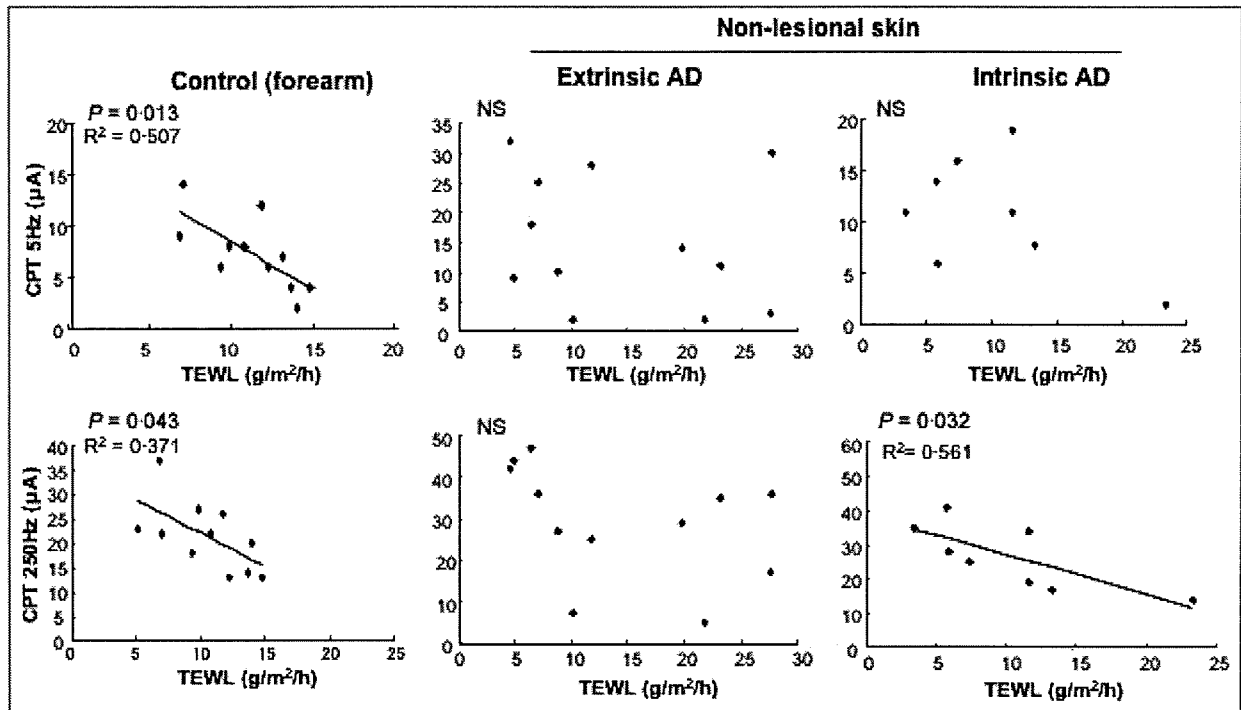 Non-lesional skin
Control (forearm)
Extrinsic AD
Intrinsic AD
P = 0·013
R² = 0·507
CPT 5Hz (µA)
20
15
10
5
0
0 5 10 15 20
TEWL (g/m²/h)
NS
35
30
25
20
15
10
5
0
0 5 10 15 20 25 30
TEWL (g/m²/h)
20
15
10
5
0
0 5 10 15 20 25
TEWL (g/m²/h)
NS
P = 0·043
R² = 0·371
CPT 250Hz (µA)
40
35
30
25
20
15
10
5
0
0 5 10 15 20 25
TEWL (g/m²/h)
NS
50
40
30
20
10
0
0 5 10 15 20 25 30
TEWL (g/m²/h)
P = 0·032
R²= 0·561
60
50
40
30
20
10
0
0 5 10 15 20 25
TEWL (g/m²/h)